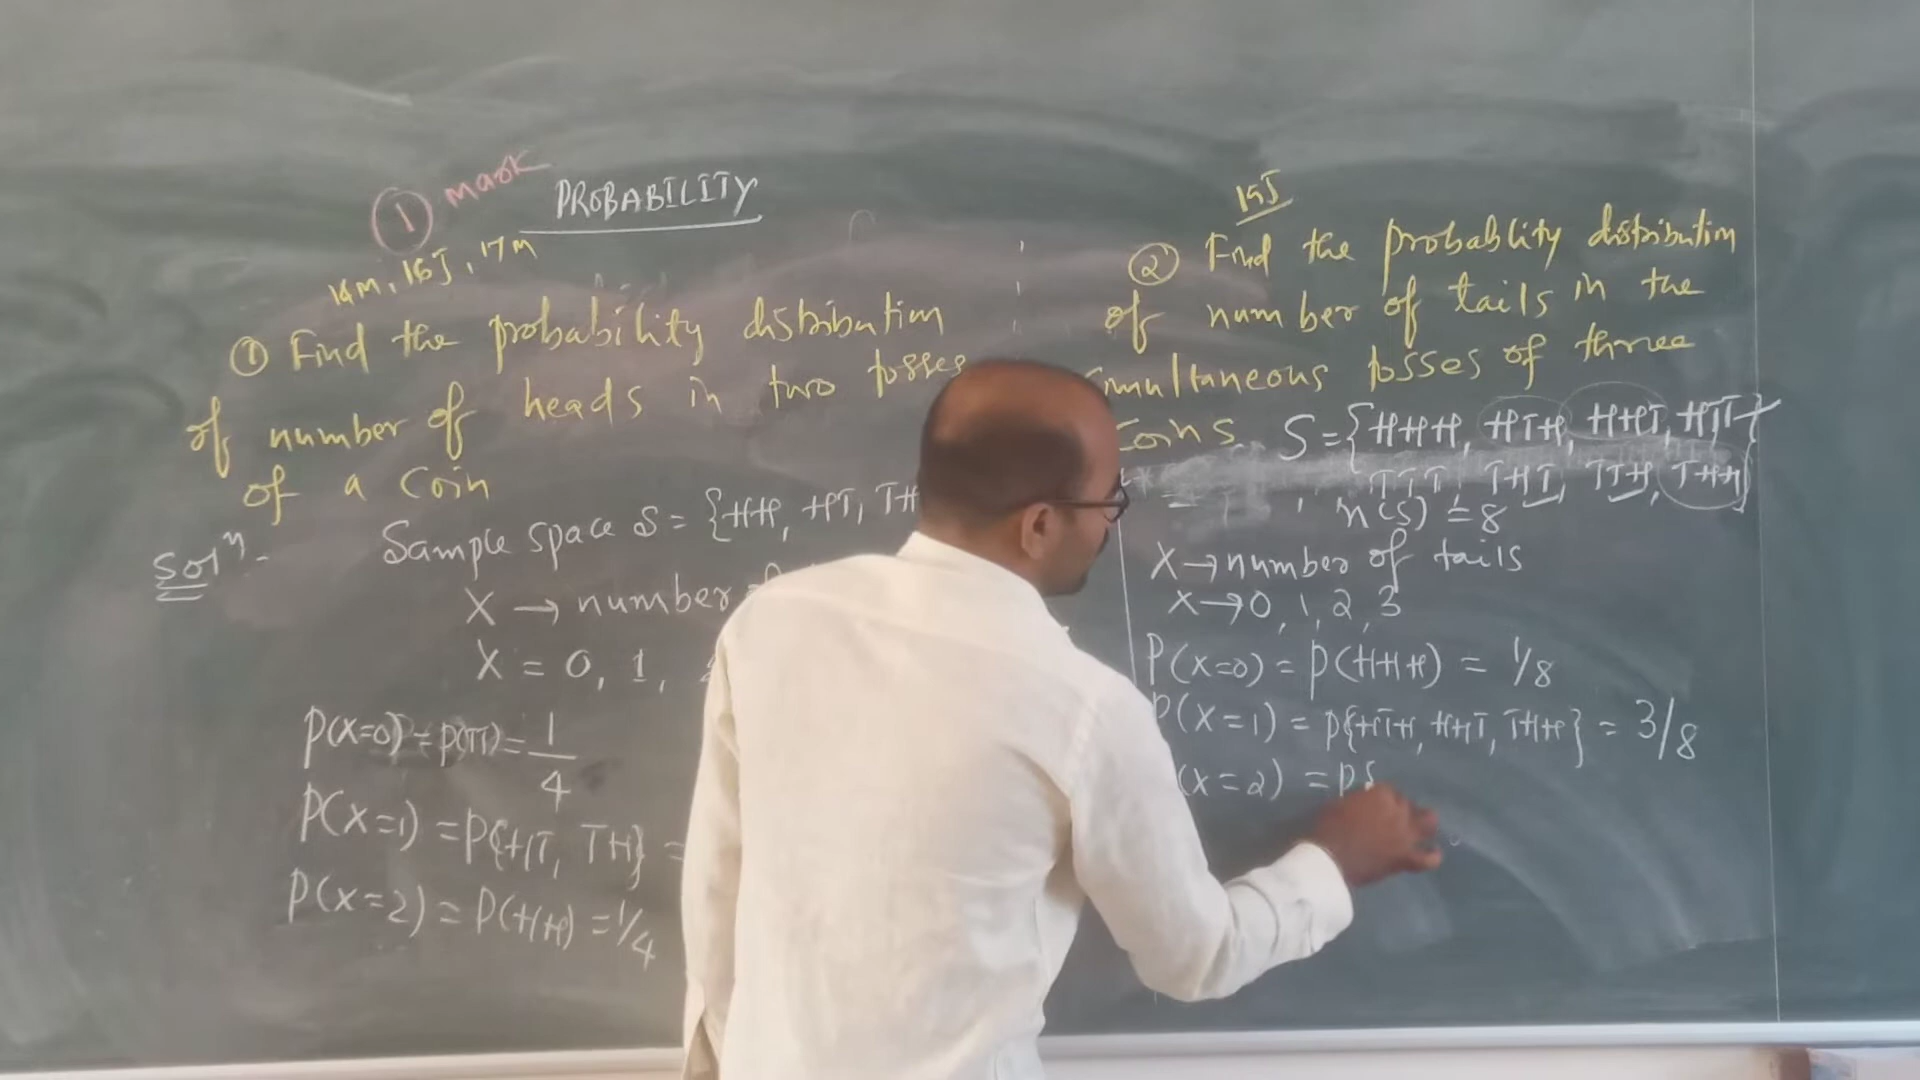 ① mark
PROBABILITY
14M, 16J, 17M
① Find the probability distribution
of number of heads in two tosses
of a coin
Solⁿ- Sample space S = {HH, HT, TH
X → number
X = 0, 1,
P(X=0) = P(TT) = 1/4
P(X=1) = P{HT, TH} =
P(X=2) = P(HH) = 1/4
② Find the probablity distribution
of number of tails in the
simultaneous tosses of three
Coins. S = {HHH, HTH, HHT, HTT
TTT, THT, TTH, THH}
n(S) = 8
X → number of tails
X → 0, 1, 2, 3
P(X=0) = P(HHH) = 1/8
P(X=1) = P{HTH, HHT, THH} = 3/8
(X=2) = P{